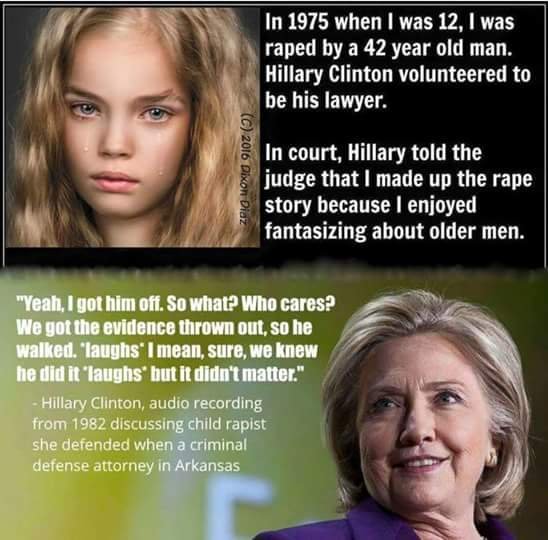 In 1975 when I was 12, I was
raped by a 42 year old man.
Hillary Clinton volunteered to
be his lawyer.
In court, Hillary told the
judge that I made up the rape
story because I enjoyed
fantasizing about older men.
(C) 2016 Dixon Diaz
"Yeah, I got him off. So what? Who cares?
We got the evidence thrown out, so he
walked. *laughs* I mean, sure, we knew
he did it *laughs* but it didn't matter."
- Hillary Clinton, audio recording
from 1982 discussing child rapist
she defended when a criminal
defense attorney in Arkansas